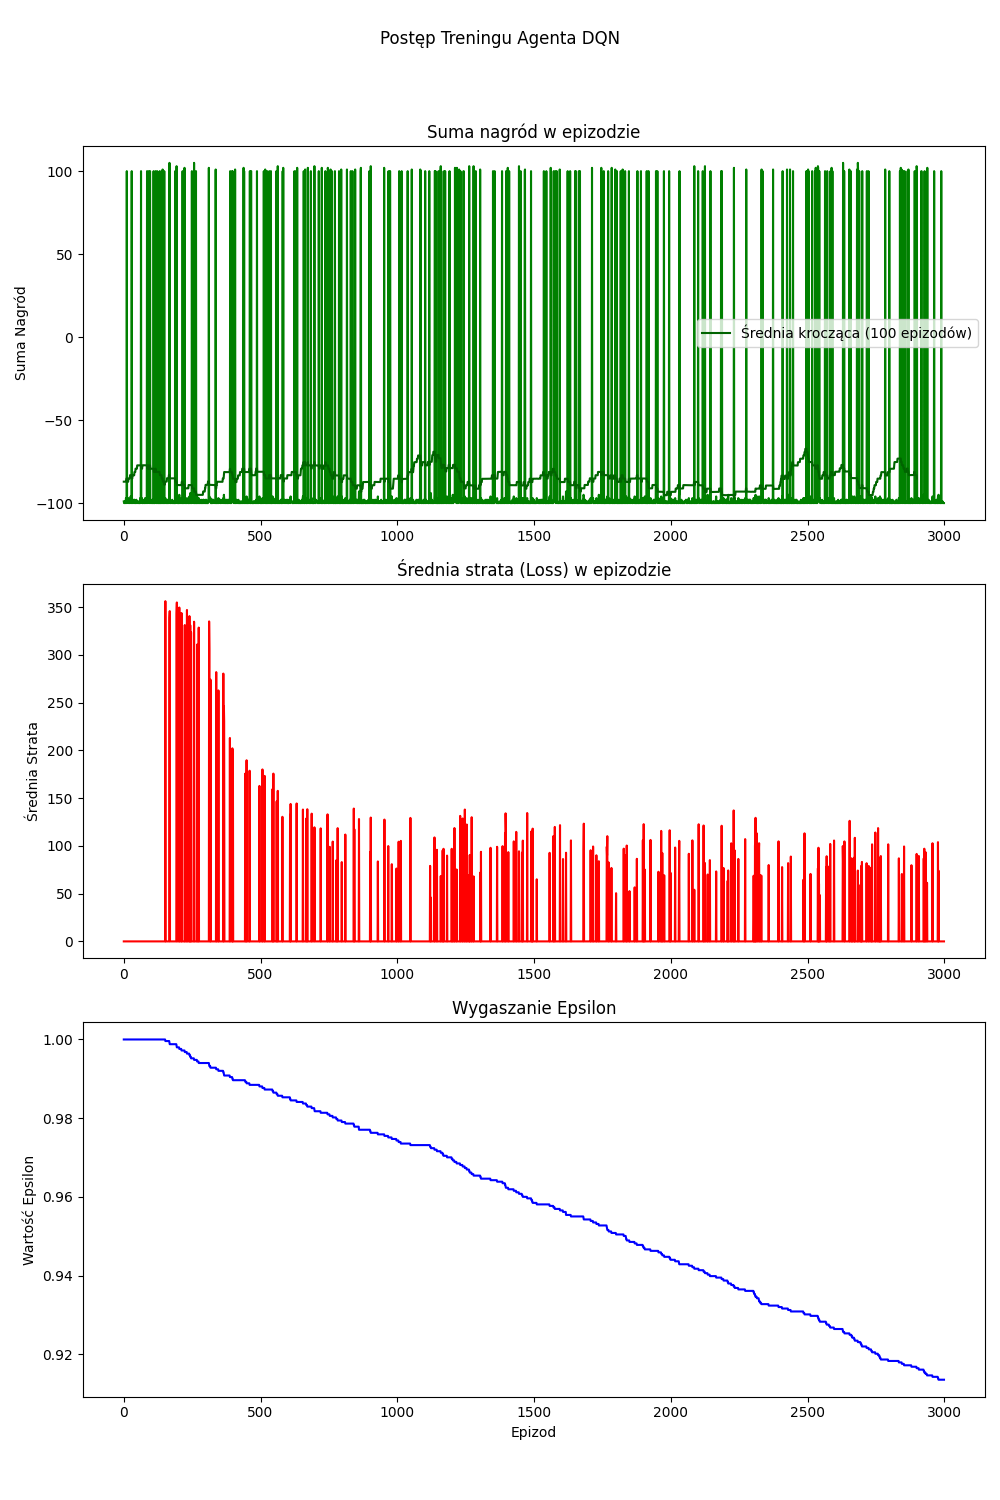 Postęp Treningu Agenta DQN
Suma nagród w epizodzie
Suma Nagród
100
50
0
−50
−100
Średnia krocząca (100 epizodów)
0 500 1000 1500 2000 2500 3000
Średnia strata (Loss) w epizodzie
Średnia Strata
350
300
250
200
150
100
50
0
0 500 1000 1500 2000 2500 3000
Wygaszanie Epsilon
Wartość Epsilon
1.00
0.98
0.96
0.94
0.92
0 500 1000 1500 2000 2500 3000
Epizod